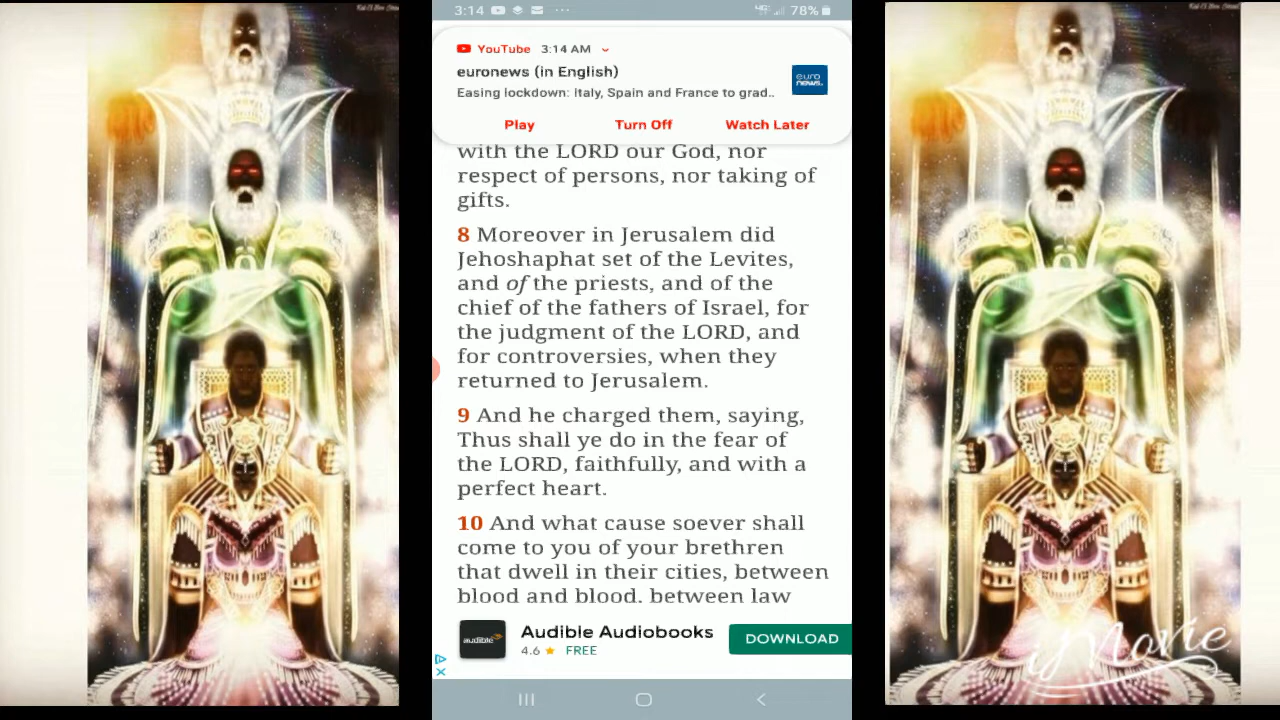 3:14
78%
YouTube 3:14 AM
euronews (in English)
Easing lockdown: Italy, Spain and France to grad..
euro
news.
Play Turn Off Watch Later
with the LORD our God, nor
respect of persons, nor taking of
gifts.
8 Moreover in Jerusalem did
Jehoshaphat set of the Levites,
and of the priests, and of the
chief of the fathers of Israel, for
the judgment of the LORD, and
for controversies, when they
returned to Jerusalem.
9 And he charged them, saying,
Thus shall ye do in the fear of
the LORD, faithfully, and with a
perfect heart.
10 And what cause soever shall
come to you of your brethren
that dwell in their cities, between
blood and blood, between law
audible
Audible Audiobooks
4.6 ★ FREE
DOWNLOAD
iMovie